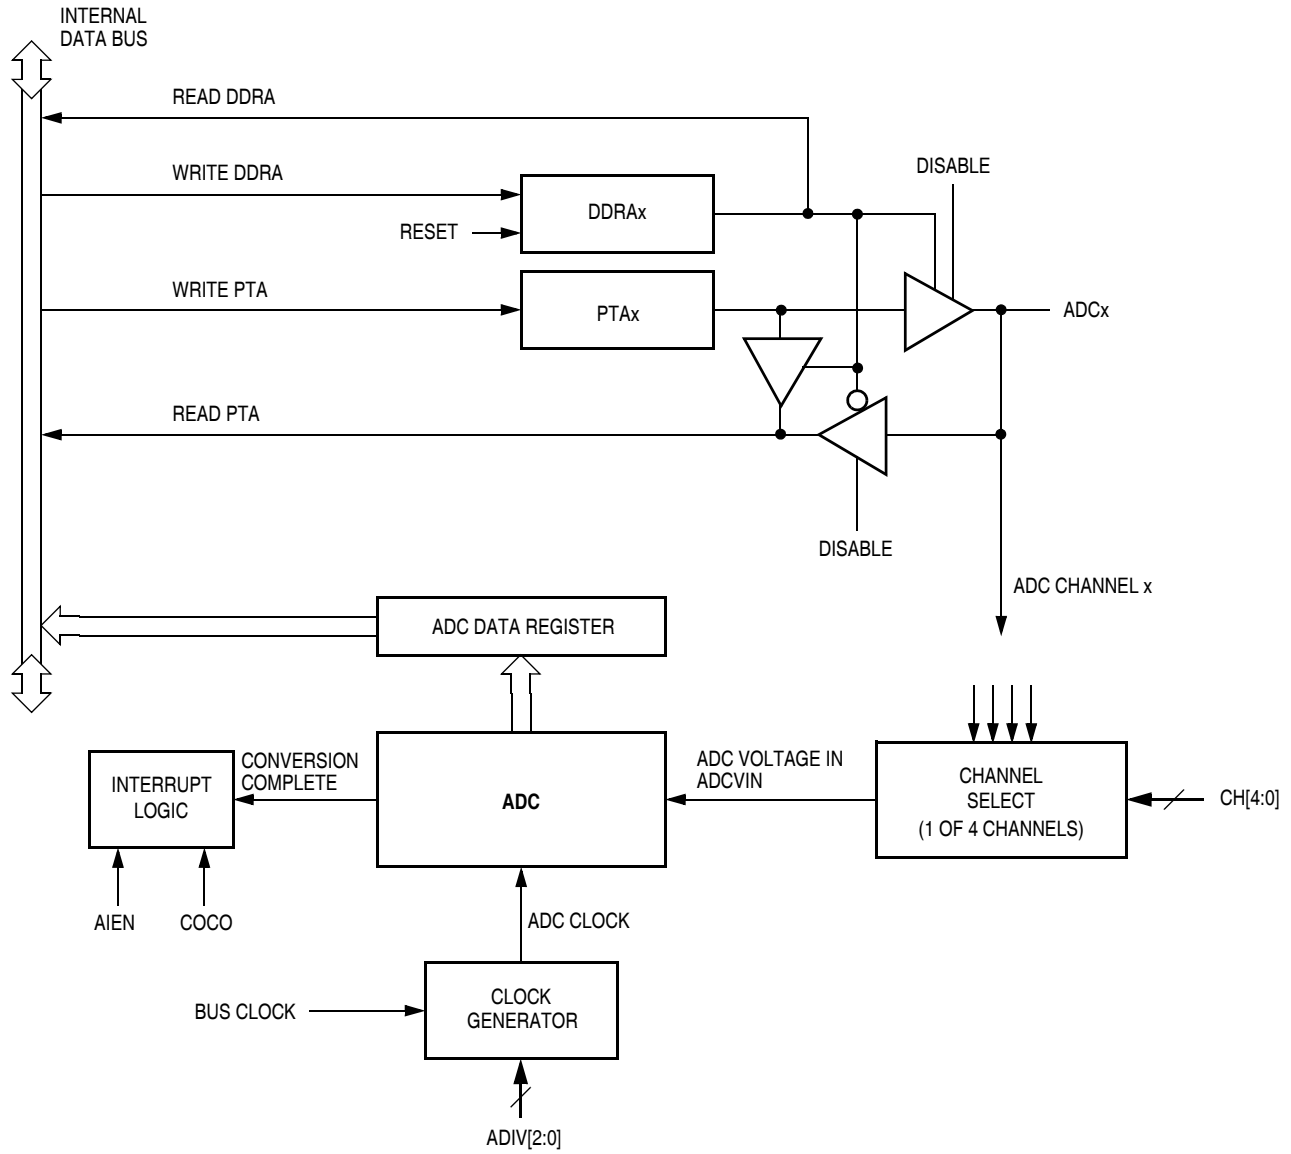 INTERNAL
DATA BUS
READ DDRA
WRITE DDRA
DISABLE
DDRAx
RESET
WRITE PTA
PTAx
ADCx
READ PTA
DISABLE
ADC CHANNEL x
ADC DATA REGISTER
INTERRUPT
LOGIC
CONVERSION
COMPLETE
ADC
ADC VOLTAGE IN
ADCVIN
CHANNEL
SELECT
(1 OF 4 CHANNELS)
CH[4:0]
AIEN
COCO
ADC CLOCK
BUS CLOCK
CLOCK
GENERATOR
ADIV[2:0]